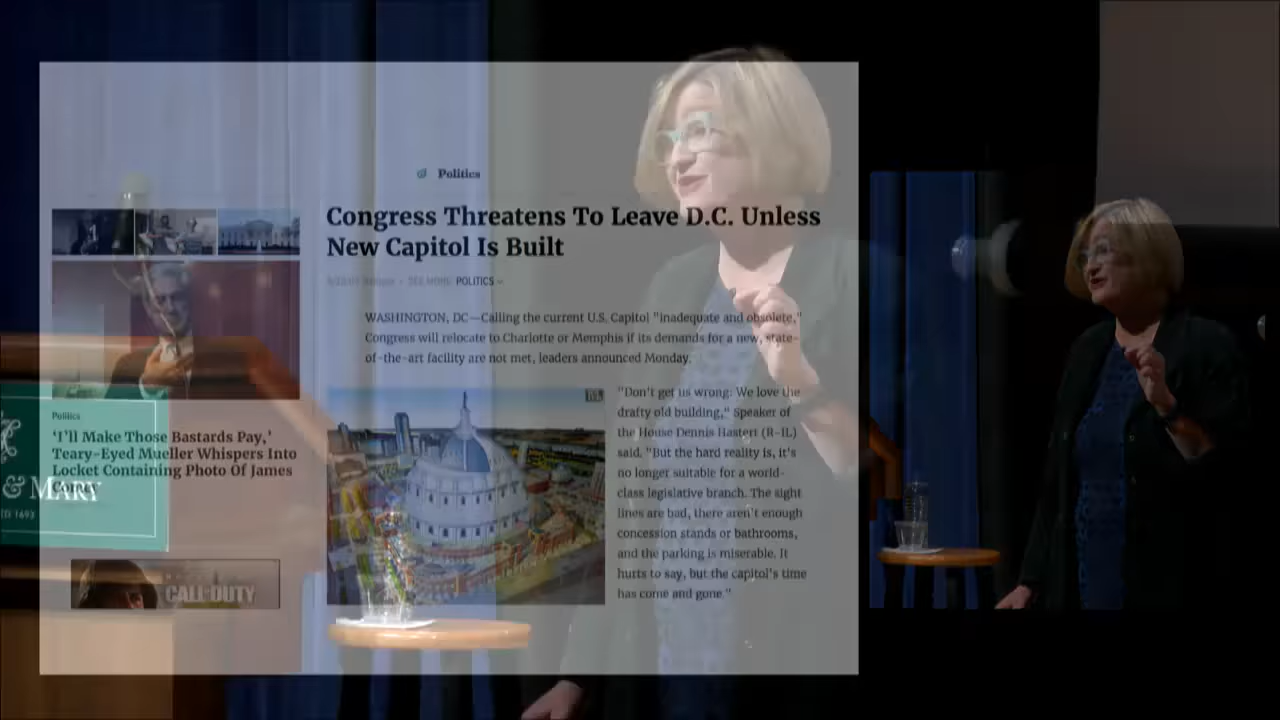 Politics
Congress Threatens To Leave D.C. Unless
New Capitol Is Built
SEE MORE: POLITICS
WASHINGTON, DC—Calling the current U.S. Capitol "inadequate and obsolete,"
Congress will relocate to Charlotte or Memphis if its demands for a new, state-
of-the-art facility are not met, leaders announced Monday.
"Don't get us wrong: We love the
drafty old building," Speaker of
the House Dennis Hastert (R-IL)
said. "But the hard reality is, it's
no longer suitable for a world-
class legislative branch. The sight
lines are bad, there aren't enough
concession stands or bathrooms,
and the parking is miserable. It
hurts to say, but the capitol's time
has come and gone."
Politics
'I'll Make Those Bastards Pay,'
Teary-Eyed Mueller Whispers Into
Locket Containing Photo Of James
& MARY
1693
CALL OF DUTY